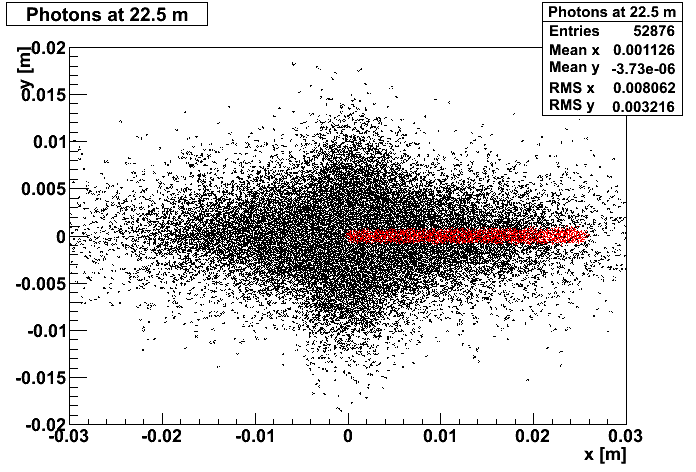 Photons at 22.5 m
Photons at 22.5 m
Entries 52876
Mean x 0.001126
Mean y -3.73e-06
RMS x 0.008062
RMS y 0.003216
y [m]
0.02
0.015
0.01
0.005
0
-0.005
-0.01
-0.015
-0.02
-0.03 -0.02 -0.01 0 0.01 0.02 0.03
x [m]